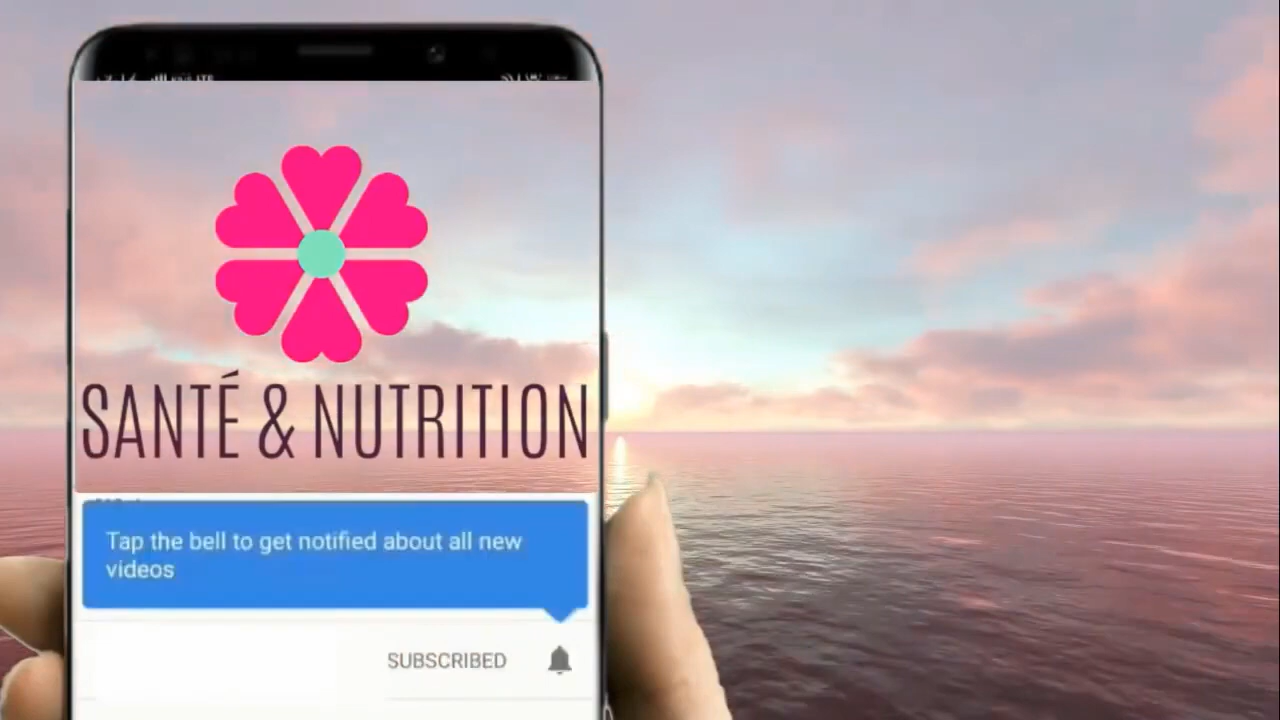 SANTÉ & NUTRITION
Tap the bell to get notified about all new
videos
SUBSCRIBED